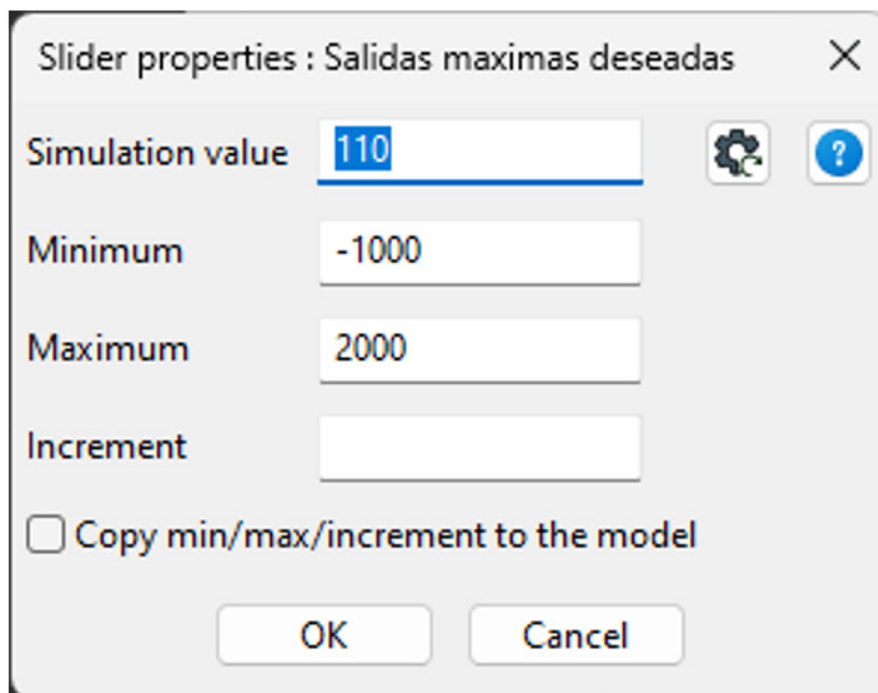 Slider properties : Salidas maximas deseadas
Simulation value 110
?
Minimum -1000
Maximum 2000
Increment
Copy min/max/increment to the model
OK Cancel